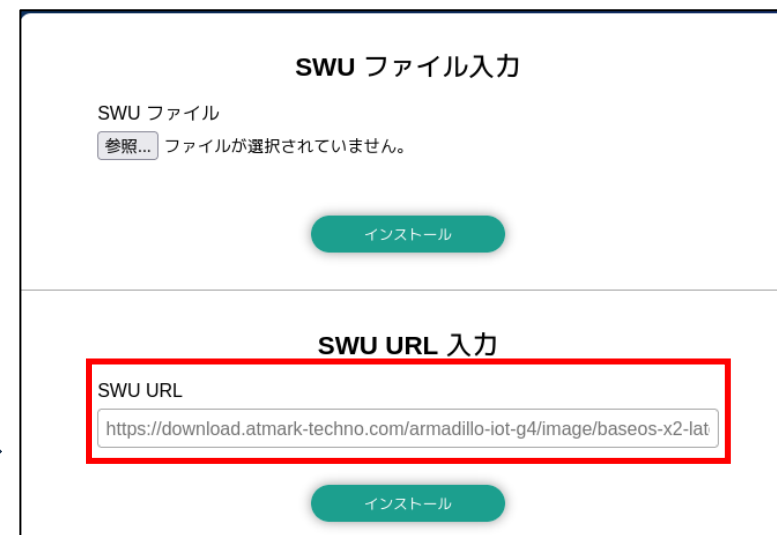 SWU ファイル入力
SWU ファイル
参照... ファイルが選択されていません。
インストール
SWU URL 入力
SWU URL
https://download.atmark-techno.com/armadillo-iot-g4/image/baseos-x2-lat
インストール